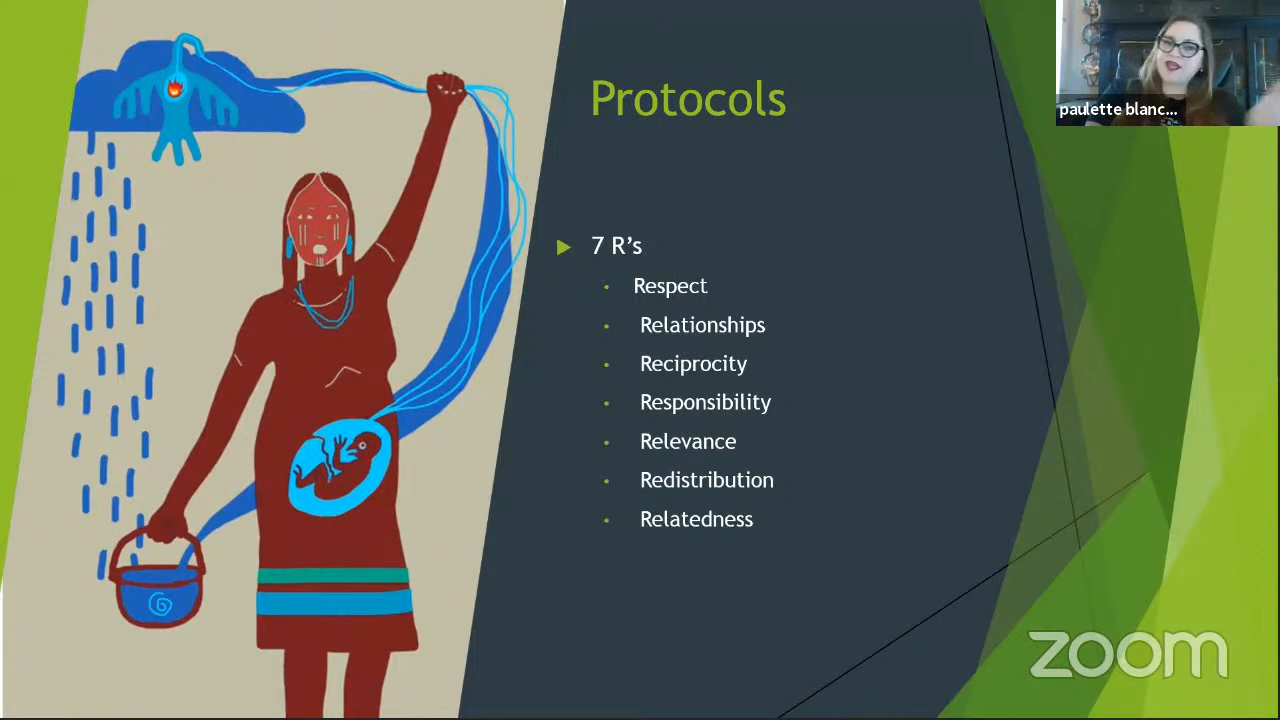 Protocols
paulette blanc...
7 R's
Respect
Relationships
Reciprocity
Responsibility
Relevance
Redistribution
Relatedness
zoom